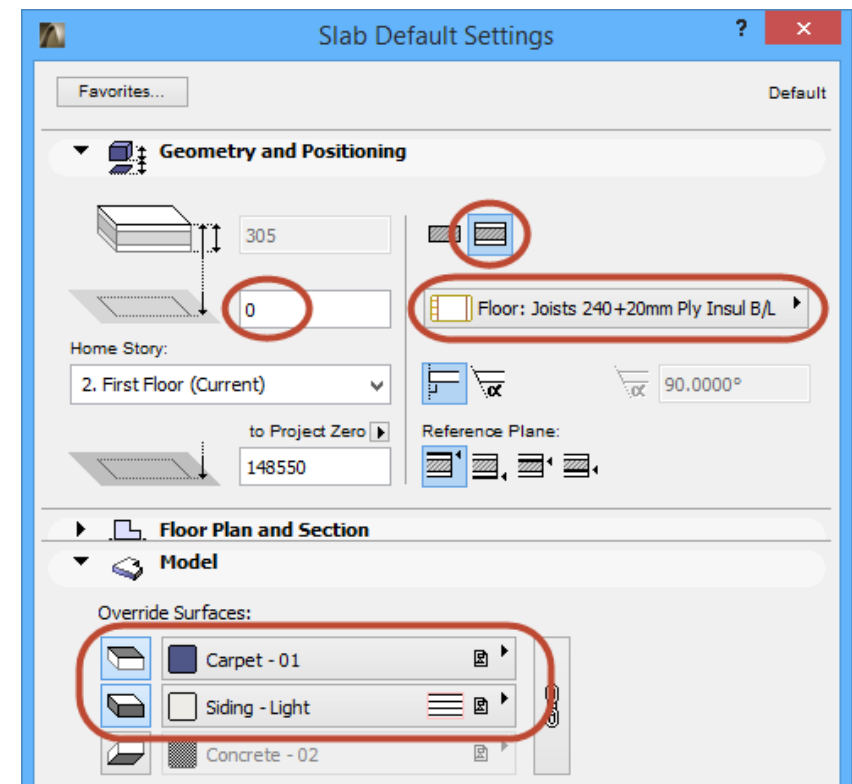 Slab Default Settings
?
Favorites...
Default
Geometry and Positioning
305
0
Floor: Joists 240+20mm Ply Insul B/L
Home Story:
2. First Floor (Current)
α
α
90.0000°
to Project Zero
Reference Plane:
148550
Floor Plan and Section
Model
Override Surfaces:
Carpet - 01
Siding - Light
Concrete - 02